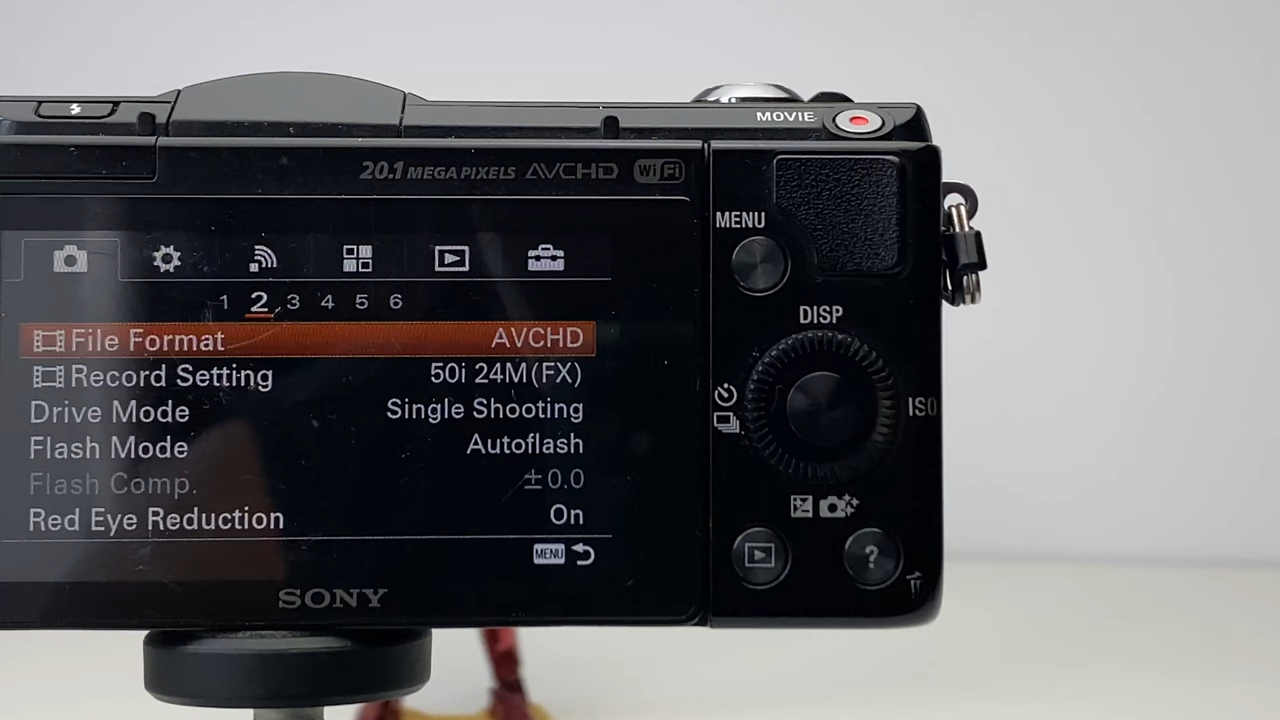 MOVIE
20.1 MEGA PIXELS AVCHD Wi Fi
MENU
1 2 3 4 5 6
DISP
File Format AVCHD
Record Setting 50i 24M(FX)
Drive Mode Single Shooting
ISO
Flash Mode Autoflash
Flash Comp. ±0.0
Red Eye Reduction On
MENU
?
SONY